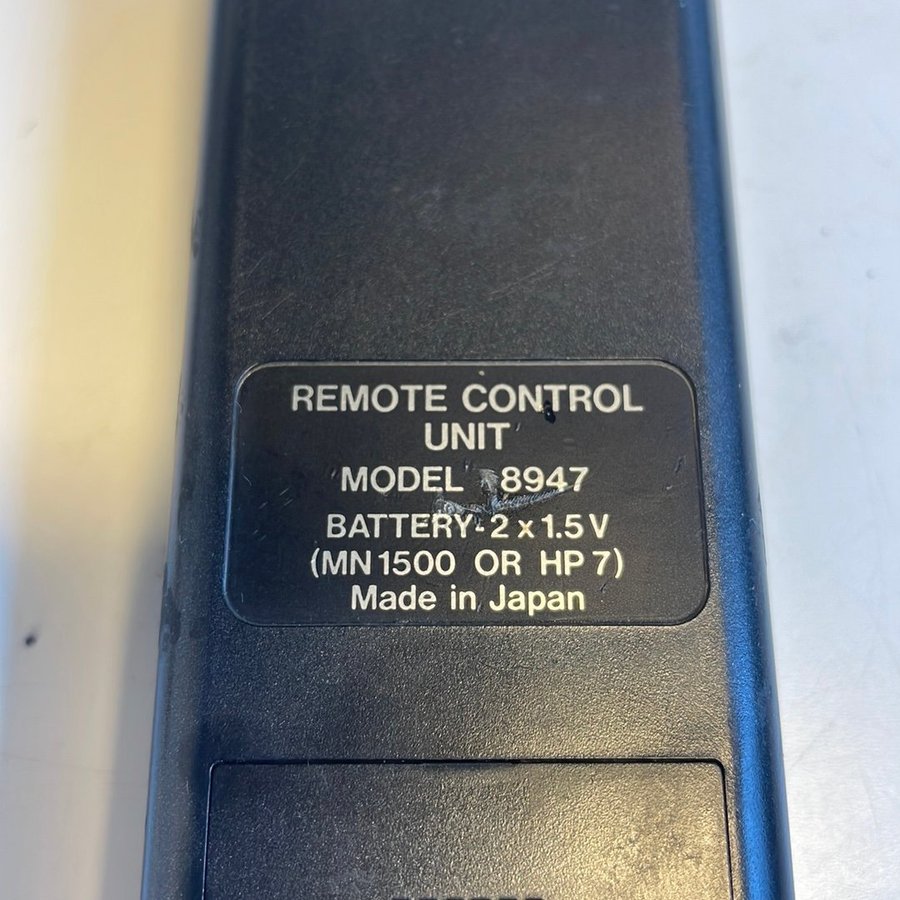 REMOTE CONTROL
UNIT
MODEL 8947
BATTERY-2 x 1.5 V
(MN 1500 OR HP 7)
Made in Japan